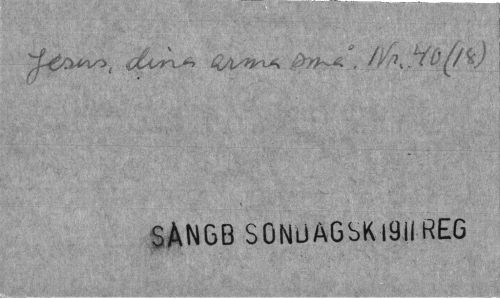 Jesus, dina arma små. Nr. 40 (18)
SÅNGB SÖNDAGSK 1911 REG